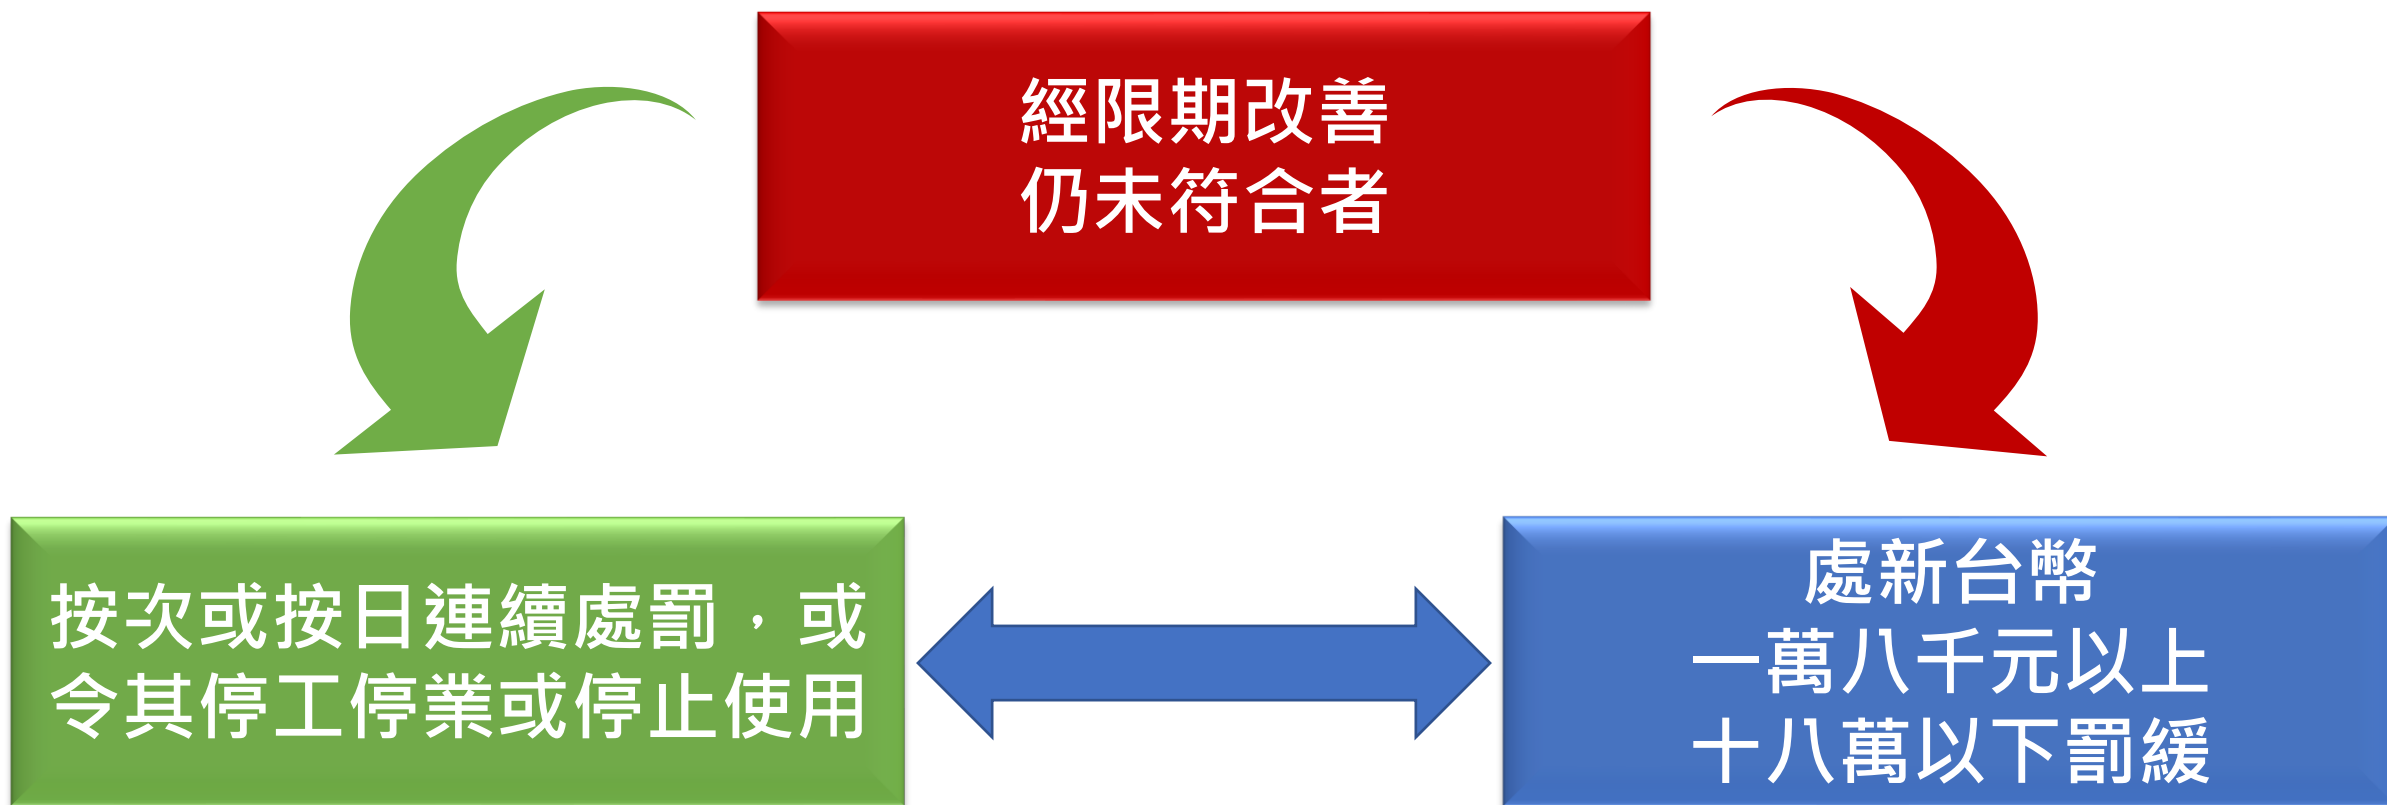 經限期改善
仍未符合者
按次或按日連續處罰，或
令其停工停業或停止使用
處新台幣
一萬八千元以上
十八萬以下罰緩